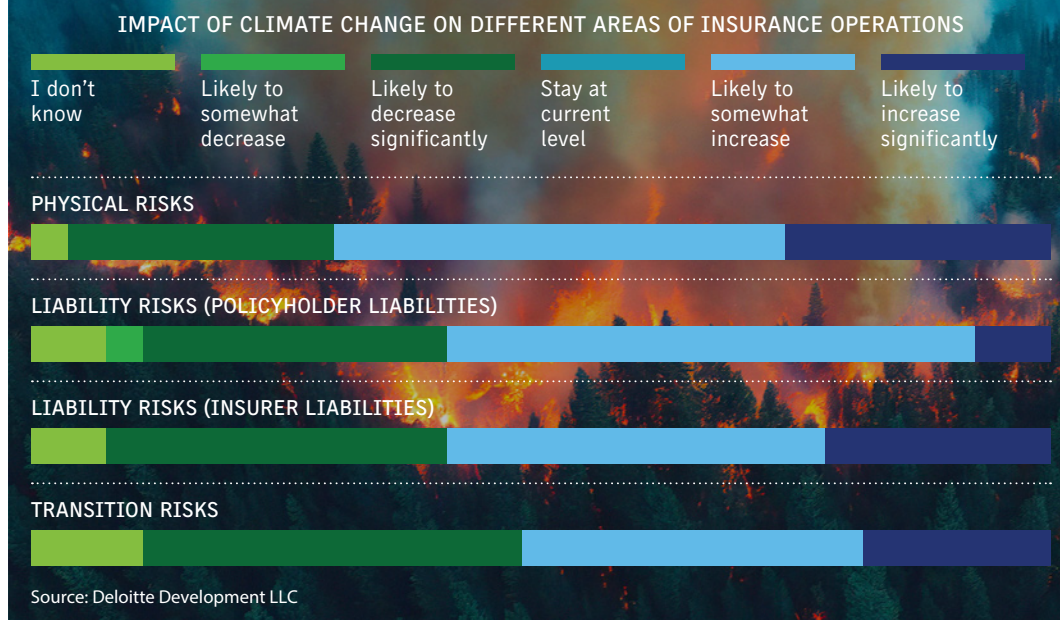 IMPACT OF CLIMATE CHANGE ON DIFFERENT AREAS OF INSURANCE OPERATIONS
I don't
know
Likely to
somewhat
decrease
Likely to
decrease
significantly
Stay at
current
level
Likely to
somewhat
increase
Likely to
increase
significantly
PHYSICAL RISKS
LIABILITY RISKS (POLICYHOLDER LIABILITIES)
LIABILITY RISKS (INSURER LIABILITIES)
TRANSITION RISKS
Source: Deloitte Development LLC